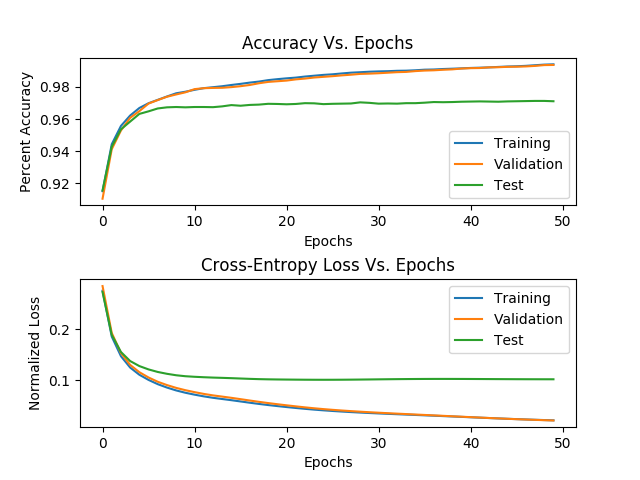 Accuracy Vs. Epochs
Percent Accuracy
0.98
0.96
0.94
0.92
Training
Validation
Test
0 10 20 30 40 50
Epochs
Cross-Entropy Loss Vs. Epochs
Normalized Loss
0.2
0.1
Training
Validation
Test
0 10 20 30 40 50
Epochs